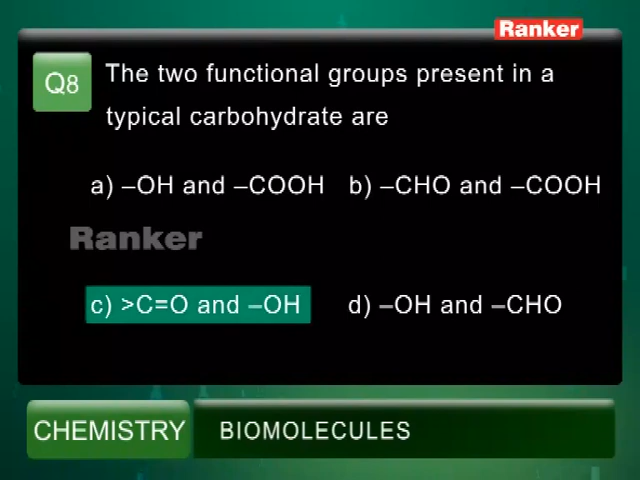 Ranker
Q8
The two functional groups present in a
typical carbohydrate are
a) –OH and –COOH b) –CHO and –COOH
Ranker
c) >C=O and –OH d) –OH and –CHO
CHEMISTRY BIOMOLECULES